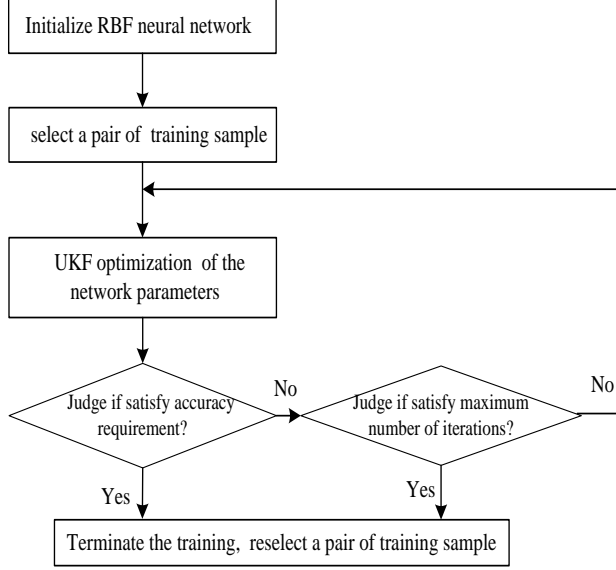 Initialize RBF neural network
select a pair of training sample
UKF optimization of the
network parameters
Judge if satisfy accuracy
requirement?
No
Judge if satisfy maximum
number of iterations?
No
Yes
Yes
Terminate the training, reselect a pair of training sample